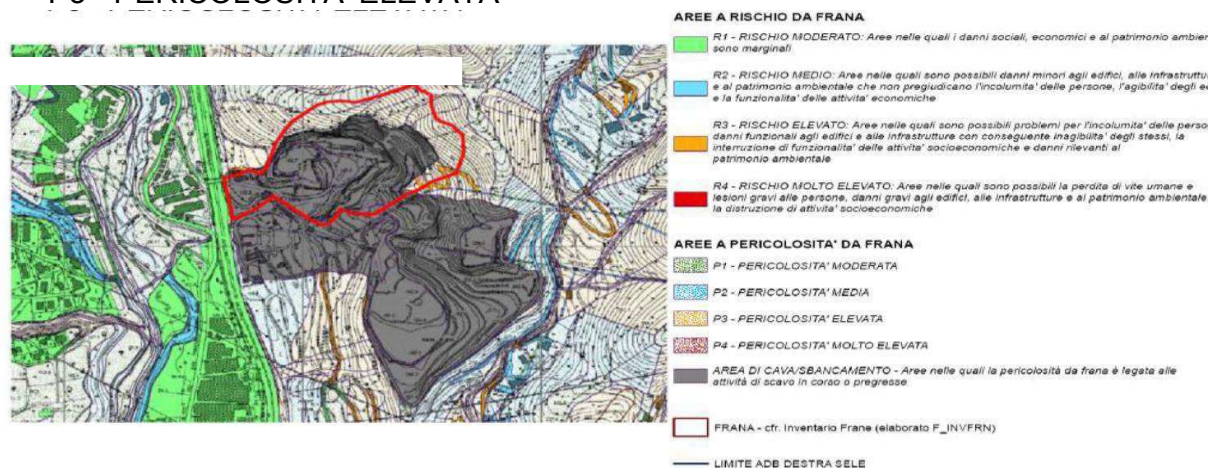 P3 - PERICOLOSITA' ELEVATA
AREE A RISCHIO DA FRANA
R1 - RISCHIO MODERATO: Aree nelle quali i danni sociali, economici e al patrimonio ambien
sono marginali
R2 - RISCHIO MEDIO: Aree nelle quali sono possibili danni minori agli edifici, alle infrastruttur
e al patrimonio ambientale che non pregiudicano l'incolumita' delle persone, l'agibilita' degli ed
e la funzionalita' delle attivita' economiche
R3 - RISCHIO ELEVATO: Aree nelle quali sono possibili problemi per l'incolumita' delle person
danni funzionali agli edifici e alle infrastrutture con conseguente inagibilita' degli stessi, la
interruzione di funzionalita' delle attivita' socioeconomiche e danni rilevanti al
patrimonio ambientale
R4 - RISCHIO MOLTO ELEVATO: Aree nelle quali sono possibili la perdita di vite umane e
lesioni gravi alle persone, danni gravi agli edifici, alle infrastrutture e al patrimonio ambientale
la distruzione di attivita' socioeconomiche
AREE A PERICOLOSITA' DA FRANA
P1 - PERICOLOSITA' MODERATA
P2 - PERICOLOSITA' MEDIA
P3 - PERICOLOSITA' ELEVATA
P4 - PERICOLOSITA' MOLTO ELEVATA
AREA DI CAVA/SBANCAMENTO - Aree nelle quali la pericolosità da frana è legata alle
attività di scavo in corso o pregresse
FRANA - cfr. Inventario Frane (elaborato F_INVFRN)
LIMITE ADB DESTRA SELE